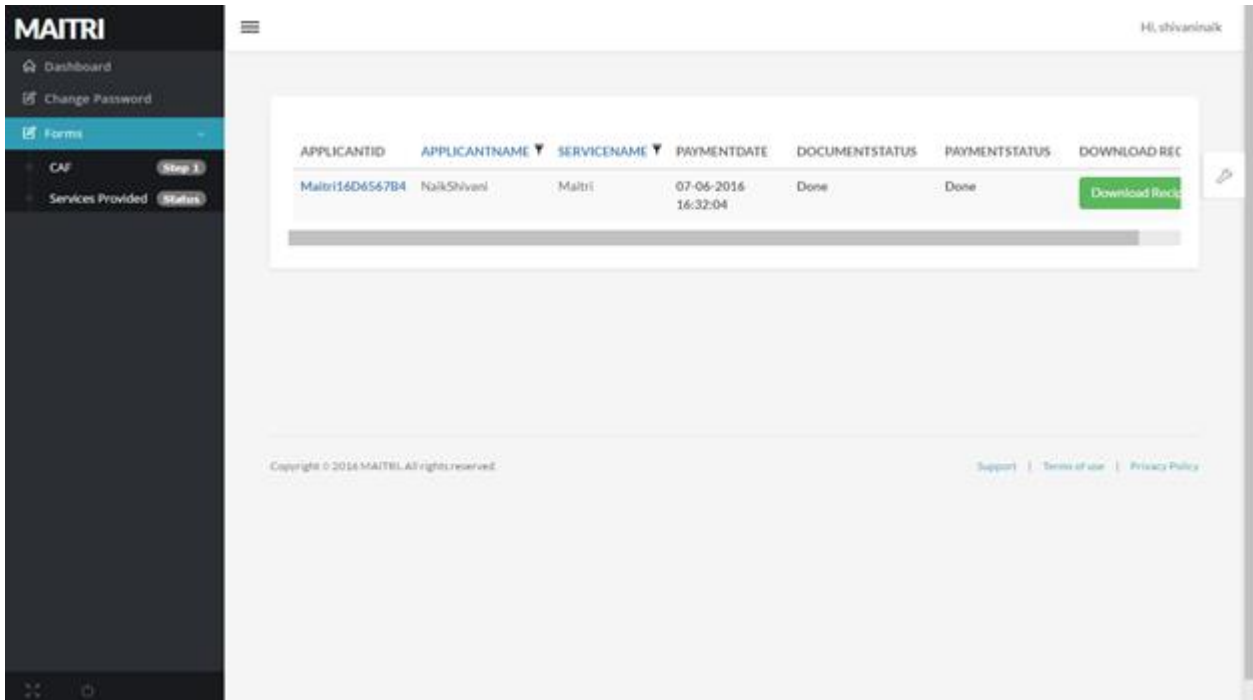 MAITRI
Hi, shivaninaik
Dashboard
Change Password
Forms
CAF Step 1
Services Provided Status
APPLICANTID APPLICANTNAME SERVICENAME PAYMENTDATE DOCUMENTSTATUS PAYMENTSTATUS DOWNLOAD REC
Maitri16D6567B4 NaikShivani Maitri 07-06-2016 Done Done Download Recip
16:32:04
Copyright © 2016 MAITRI. All rights reserved. Support | Terms of use | Privacy Policy